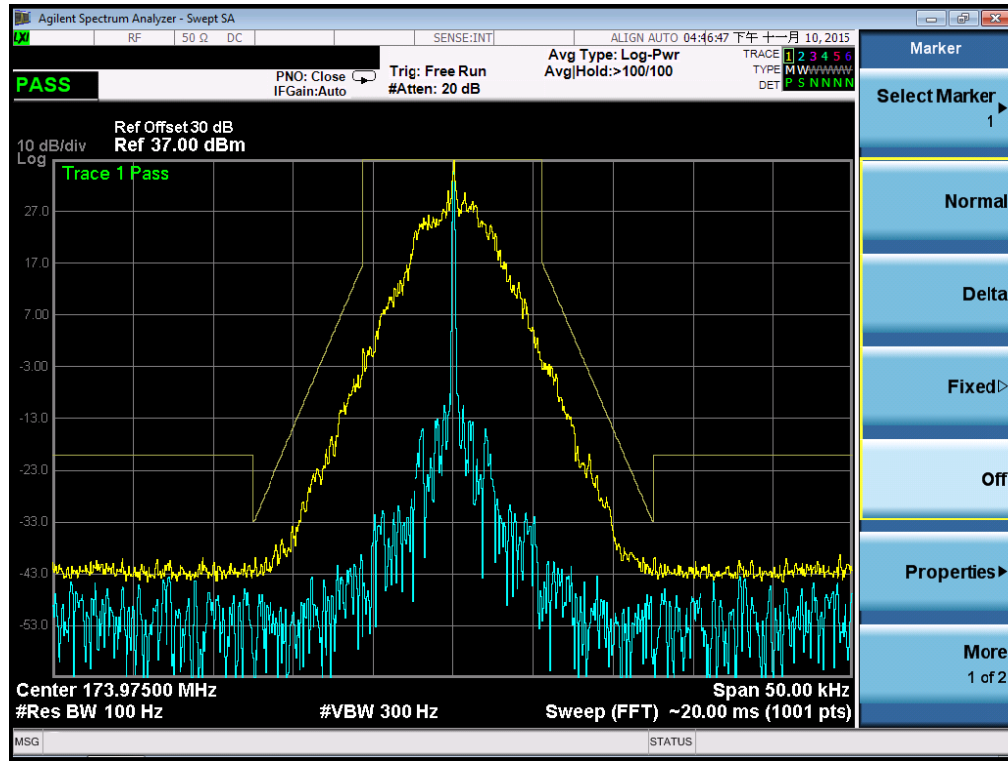 Agilent Spectrum Analyzer - Swept SA
LXI RF 50 Ω DC SENSE:INT ALIGN AUTO 04:46:47 下午 十一月 10, 2015
Marker
PASS
PNO: Close
IFGain:Auto
Trig: Free Run
#Atten: 20 dB
Avg Type: Log-Pwr
Avg|Hold:>100/100
TRACE 1 2 3 4 5 6
TYPE M W W W W W
DET P S N N N N
Select Marker
1
Ref Offset 30 dB
10 dB/div Ref 37.00 dBm
Log
Trace 1 Pass
27.0
17.0
7.00
-3.00
-13.0
-23.0
-33.0
-43.0
-53.0
Normal
Delta
Fixed
Off
Properties
More
1 of 2
Center 173.97500 MHz Span 50.00 kHz
#Res BW 100 Hz #VBW 300 Hz Sweep (FFT) ~20.00 ms (1001 pts)
MSG STATUS